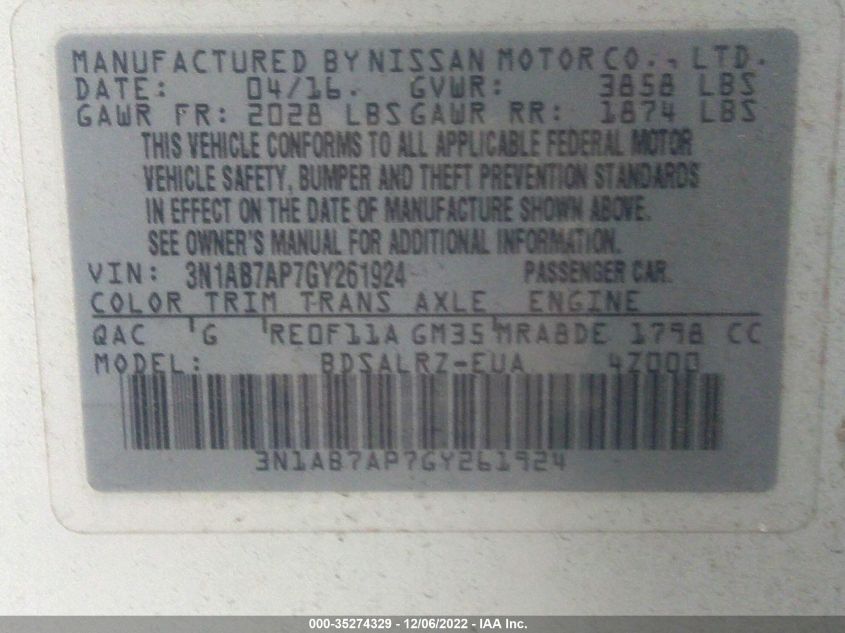 MANUFACTURED BY NISSAN MOTOR CO., LTD.
DATE: 04/16. GVWR: 3858 LBS
GAWR FR: 2028 LBS GAWR RR: 1874 LBS
THIS VEHICLE CONFORMS TO ALL APPLICABLE FEDERAL MOTOR
VEHICLE SAFETY, BUMPER AND THEFT PREVENTION STANDARDS
IN EFFECT ON THE DATE OF MANUFACTURE SHOWN ABOVE.
SEE OWNER'S MANUAL FOR ADDITIONAL INFORMATION.
VIN: 3N1AB7AP7GY261924 PASSENGER CAR.
COLOR TRIM TRANS AXLE ENGINE
QAC G RE0F11A GM35 MRA8DE 1798 CC
MODEL: BDSALRZ-EUA 4Z000
3N1AB7AP7GY261924
000-35274329 - 12/06/2022 - IAA Inc.